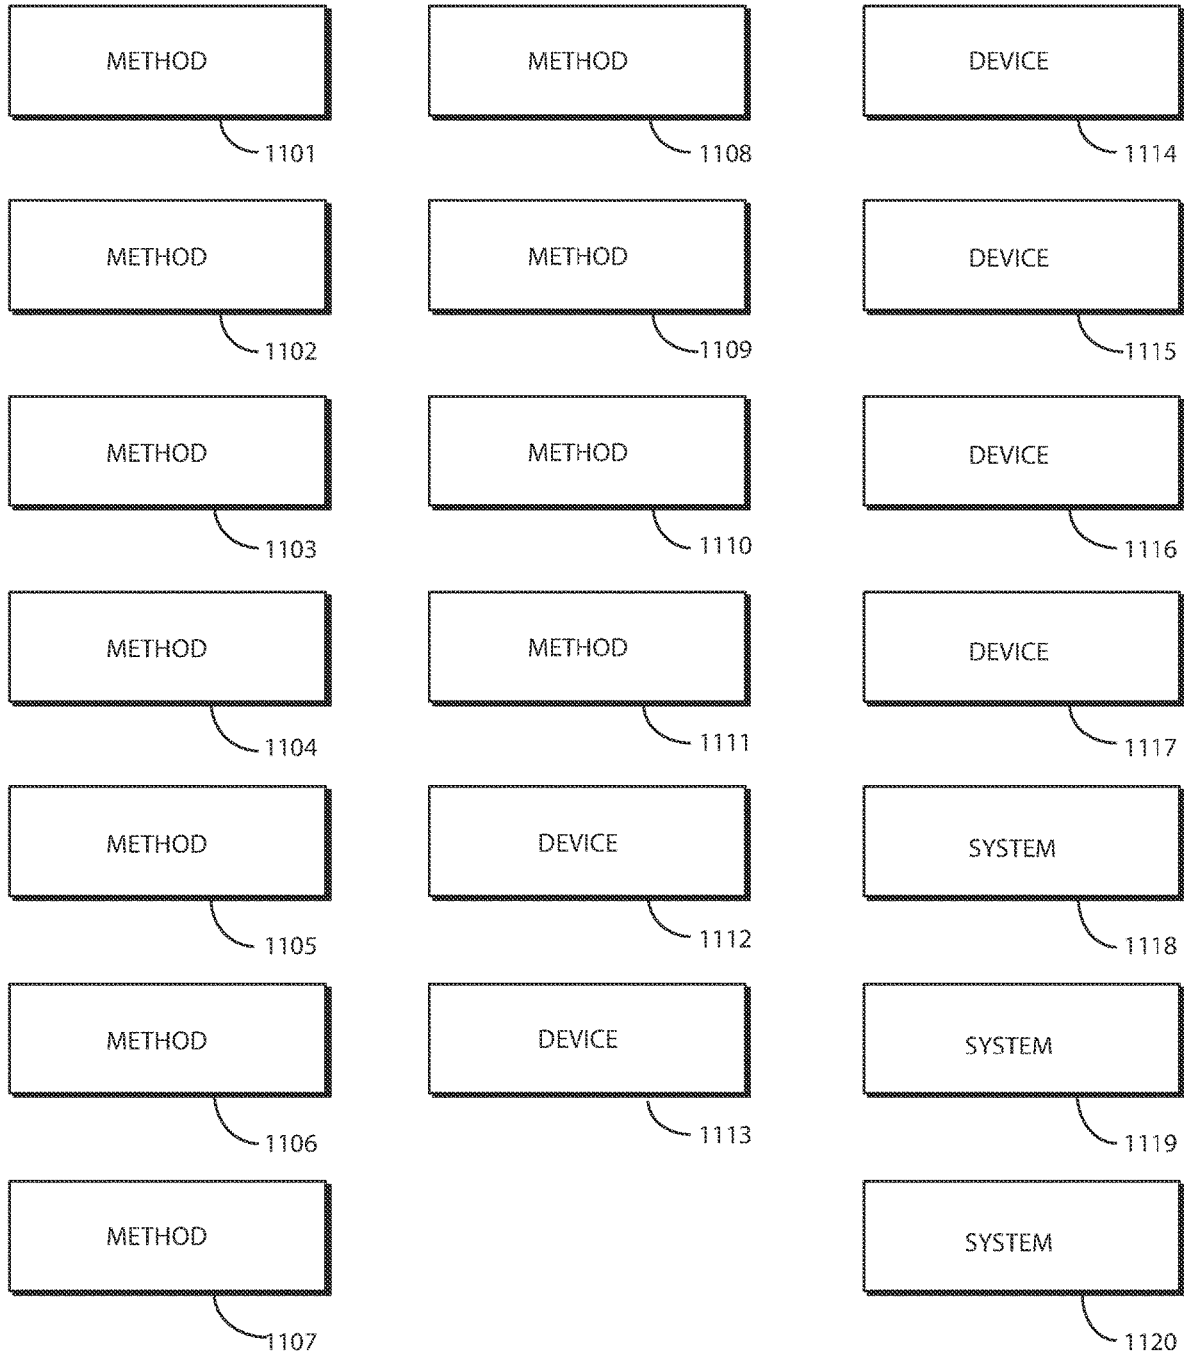 METHOD
1101
METHOD
1102
METHOD
1103
METHOD
1104
METHOD
1105
METHOD
1106
METHOD
1107
METHOD
1108
METHOD
1109
METHOD
1110
METHOD
1111
DEVICE
1112
DEVICE
1113
DEVICE
1114
DEVICE
1115
DEVICE
1116
DEVICE
1117
SYSTEM
1118
SYSTEM
1119
SYSTEM
1120